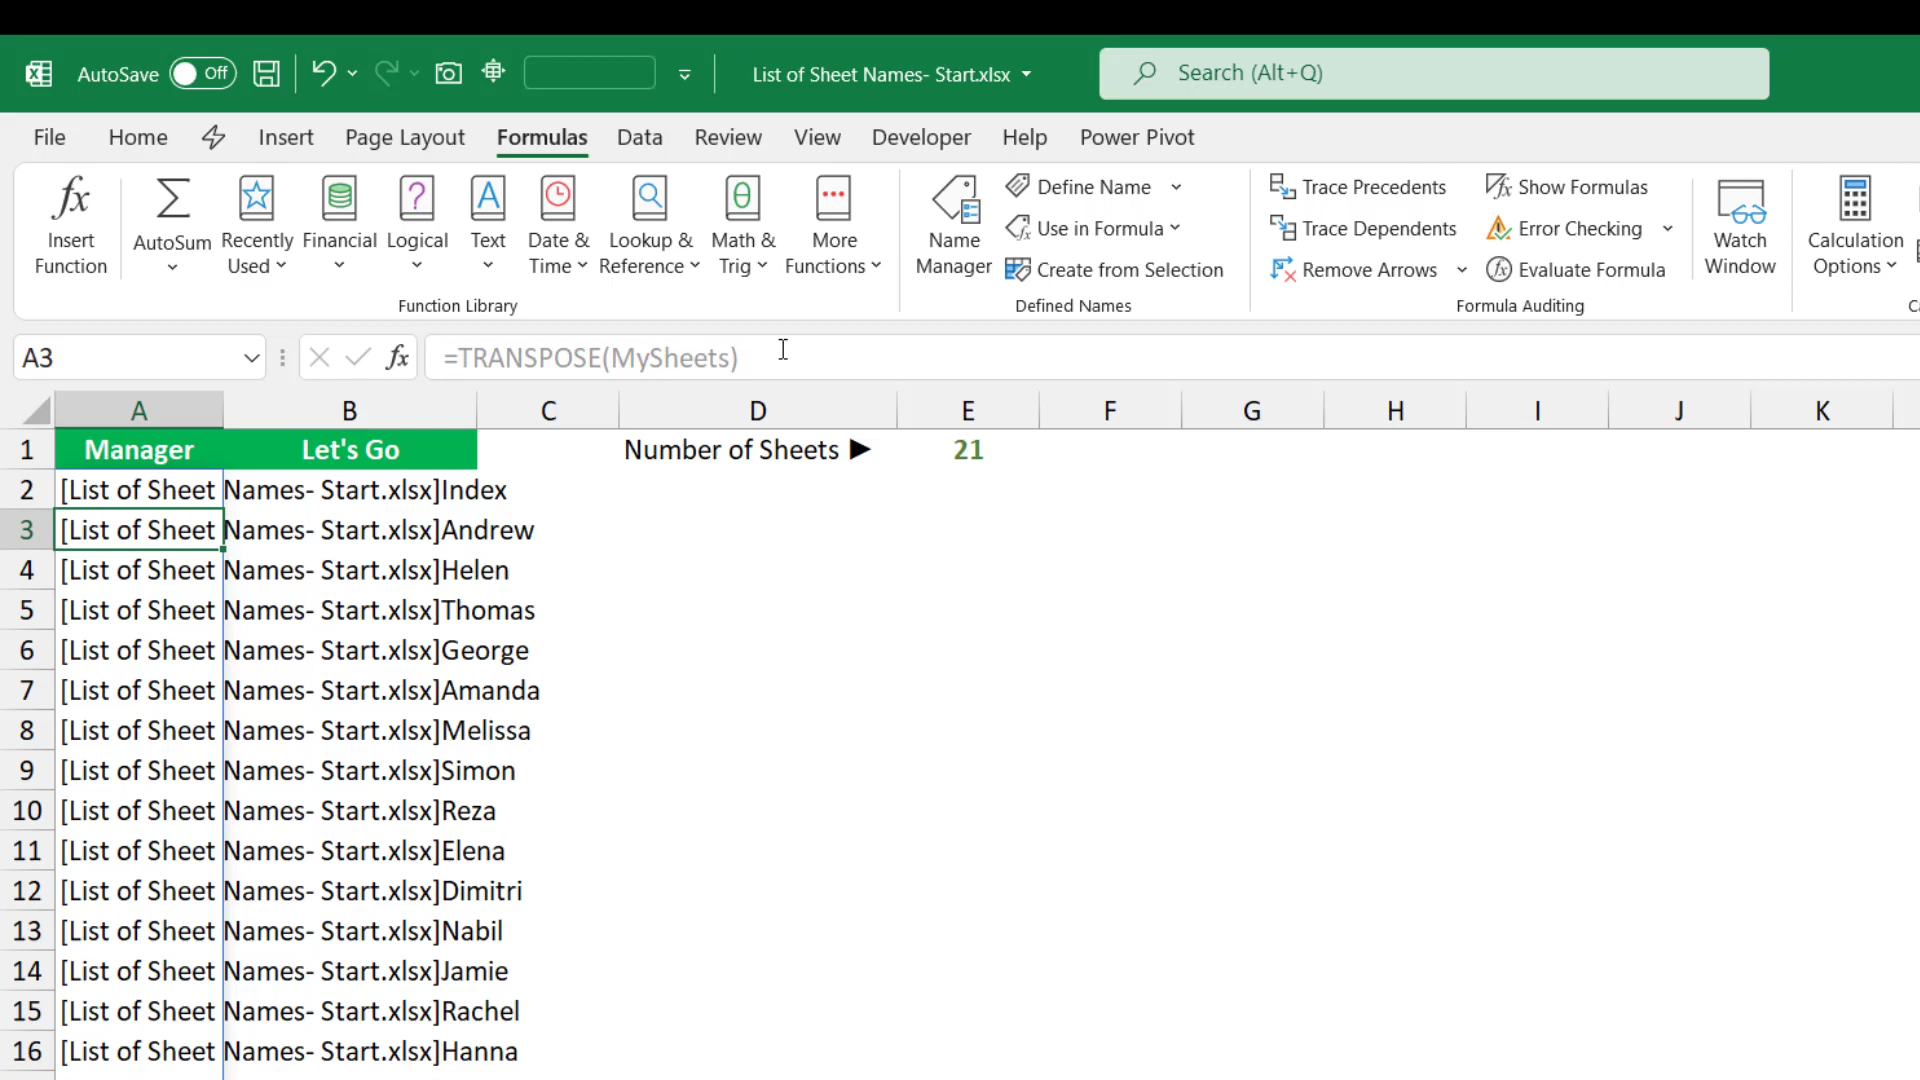 AutoSave Off List of Sheet Names- Start.xlsx Search (Alt+Q)
File Home Insert Page Layout Formulas Data Review View Developer Help Power Pivot
fx Insert Function
AutoSum
Recently Used
Financial
Logical
Text
Date & Time
Lookup & Reference
Math & Trig
More Functions
Function Library
Name Manager
Define Name
Use in Formula
Create from Selection
Defined Names
Trace Precedents
Trace Dependents
Remove Arrows
Show Formulas
Error Checking
Evaluate Formula
Formula Auditing
Watch Window
Calculation Options
A3 fx =TRANSPOSE(MySheets)
A B C D E F G H I J K
1 Manager Let's Go Number of Sheets ► 21
2 [List of Sheet Names- Start.xlsx]Index
3 [List of Sheet Names- Start.xlsx]Andrew
4 [List of Sheet Names- Start.xlsx]Helen
5 [List of Sheet Names- Start.xlsx]Thomas
6 [List of Sheet Names- Start.xlsx]George
7 [List of Sheet Names- Start.xlsx]Amanda
8 [List of Sheet Names- Start.xlsx]Melissa
9 [List of Sheet Names- Start.xlsx]Simon
10 [List of Sheet Names- Start.xlsx]Reza
11 [List of Sheet Names- Start.xlsx]Elena
12 [List of Sheet Names- Start.xlsx]Dimitri
13 [List of Sheet Names- Start.xlsx]Nabil
14 [List of Sheet Names- Start.xlsx]Jamie
15 [List of Sheet Names- Start.xlsx]Rachel
16 [List of Sheet Names- Start.xlsx]Hanna